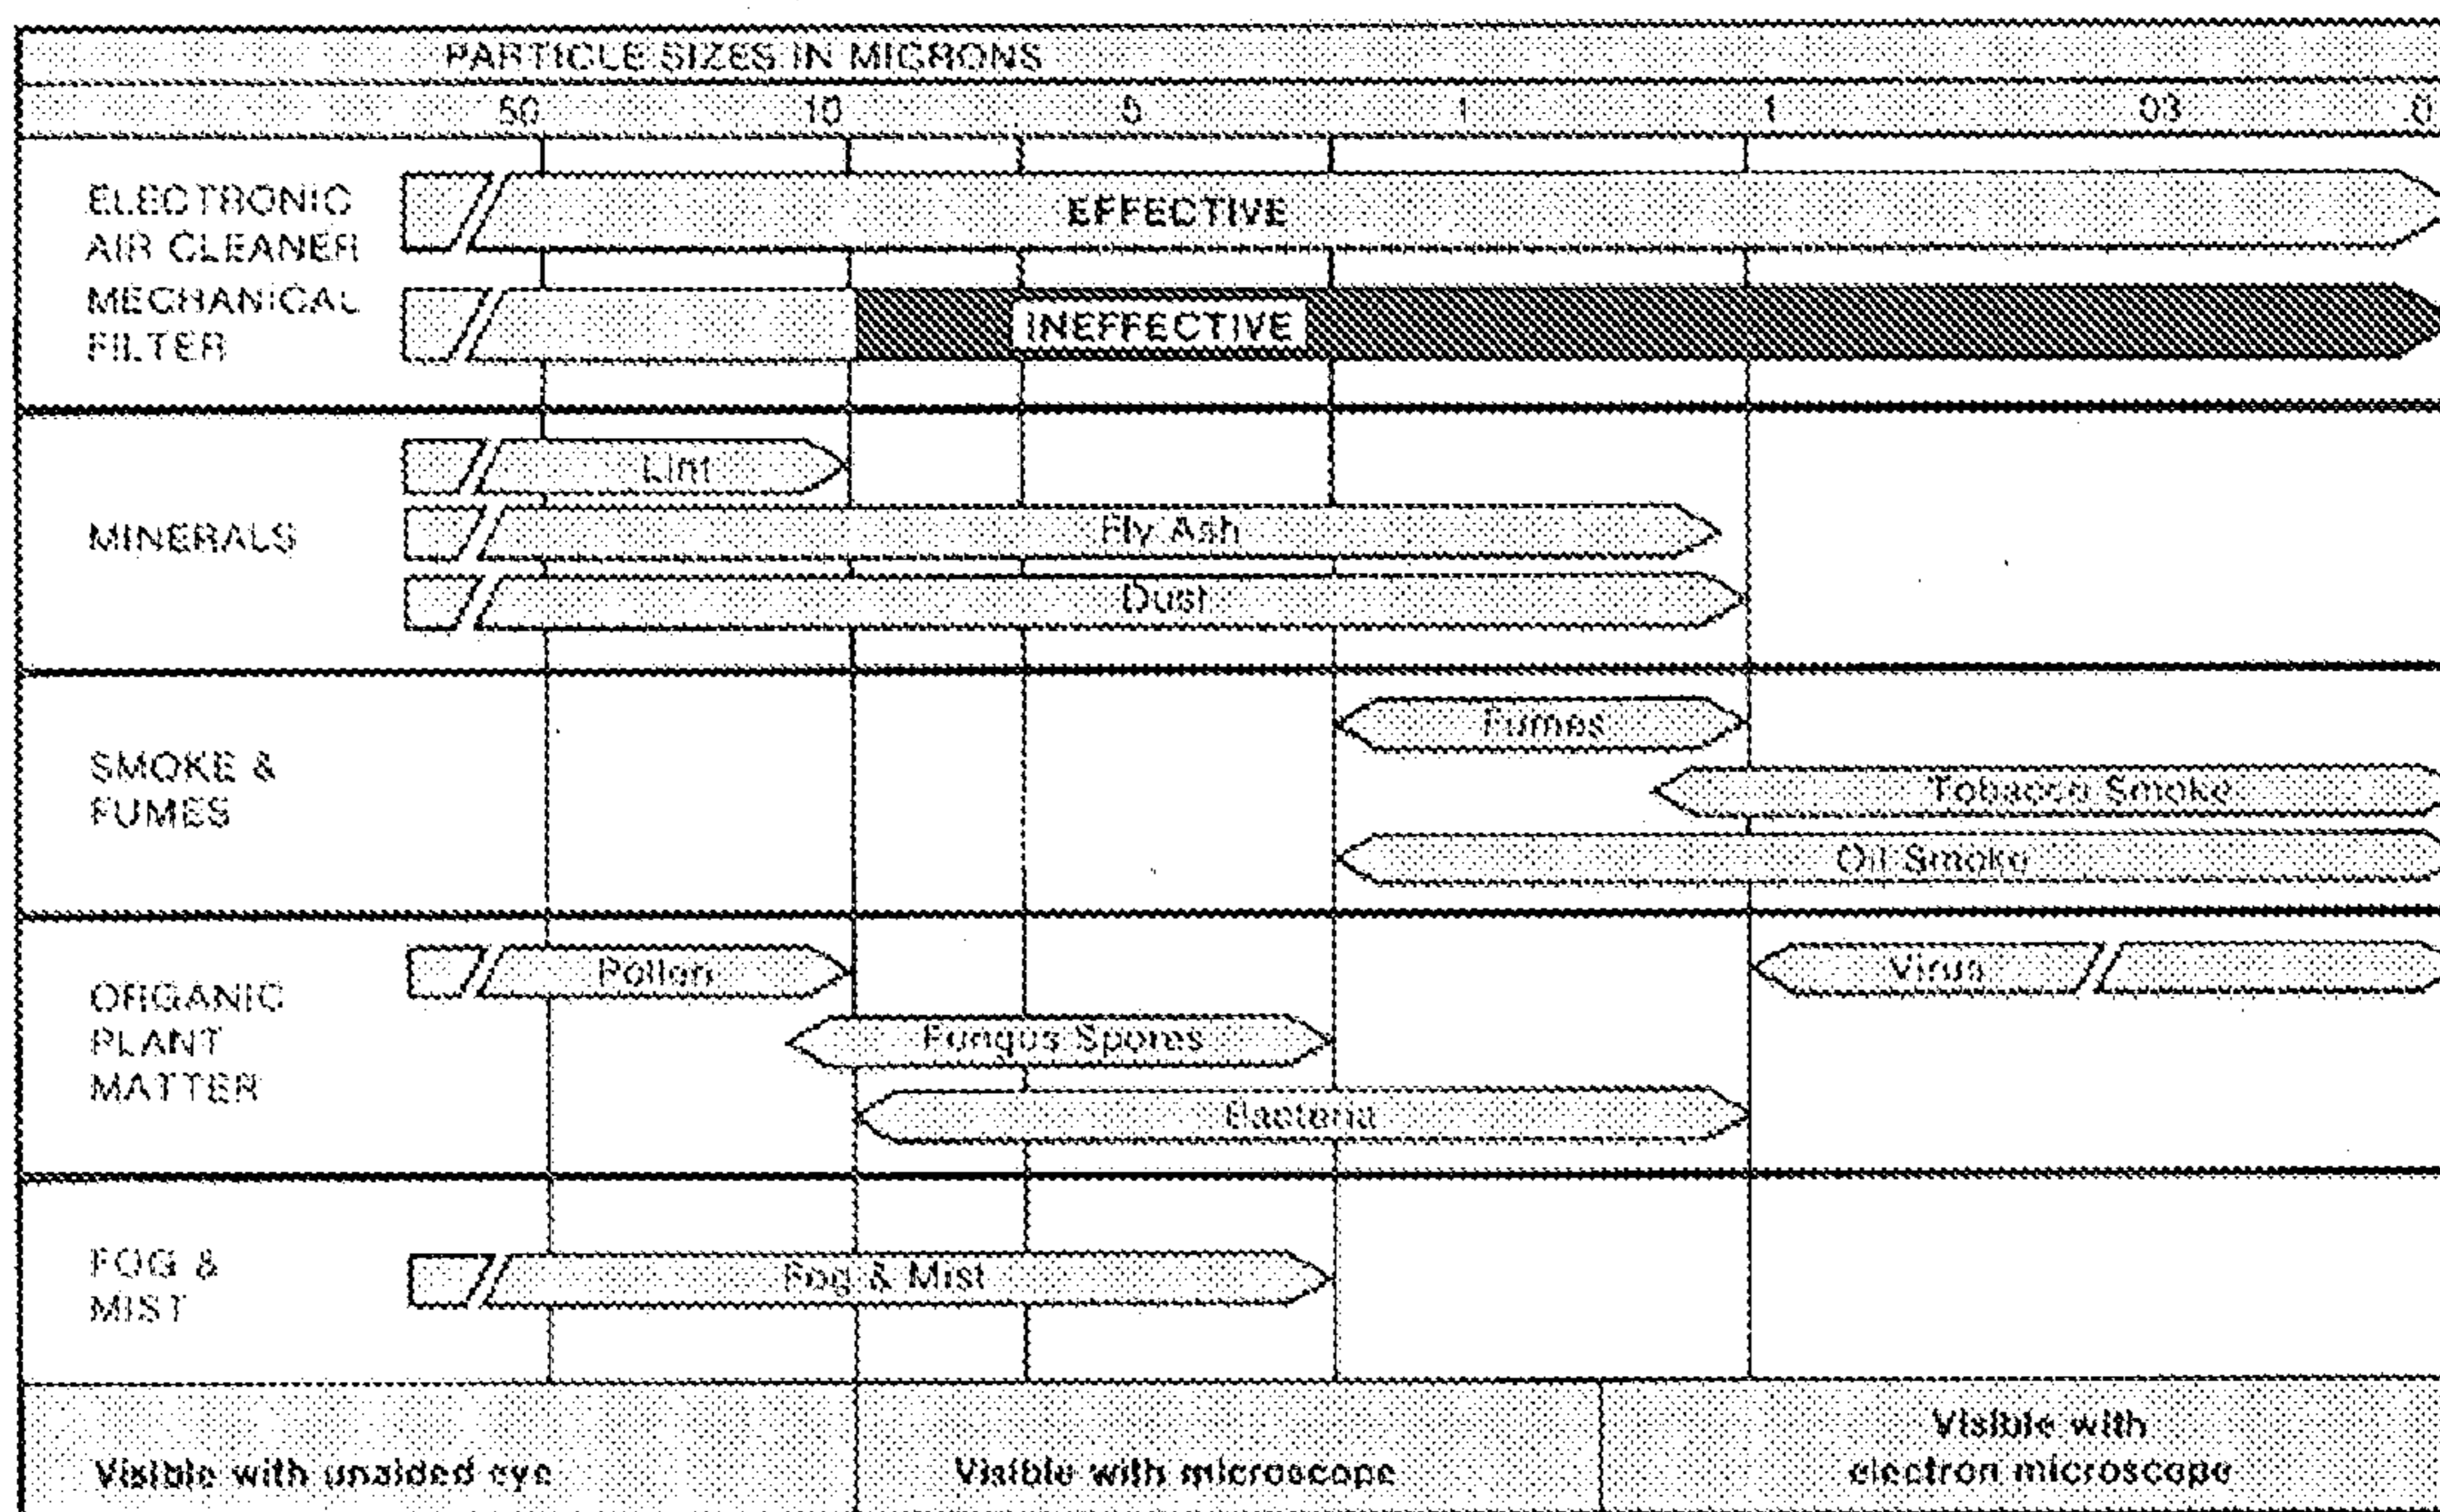 PARTICLE SIZES IN MICRONS
50 10 5 1 1 03 .0
ELECTRONIC
AIR CLEANER
EFFECTIVE
MECHANICAL
FILTER
INEFFECTIVE
MINERALS
Lint
Fly Ash
Dust
SMOKE &
FUMES
Fumes
Tobacco Smoke
Oil Smoke
ORGANIC
PLANT
MATTER
Pollen
Virus
Fungus Spores
Bacteria
FOG &
MIST
Fog & Mist
Visible with unaided eye
Visible with microscope
Visible with
electron microscope